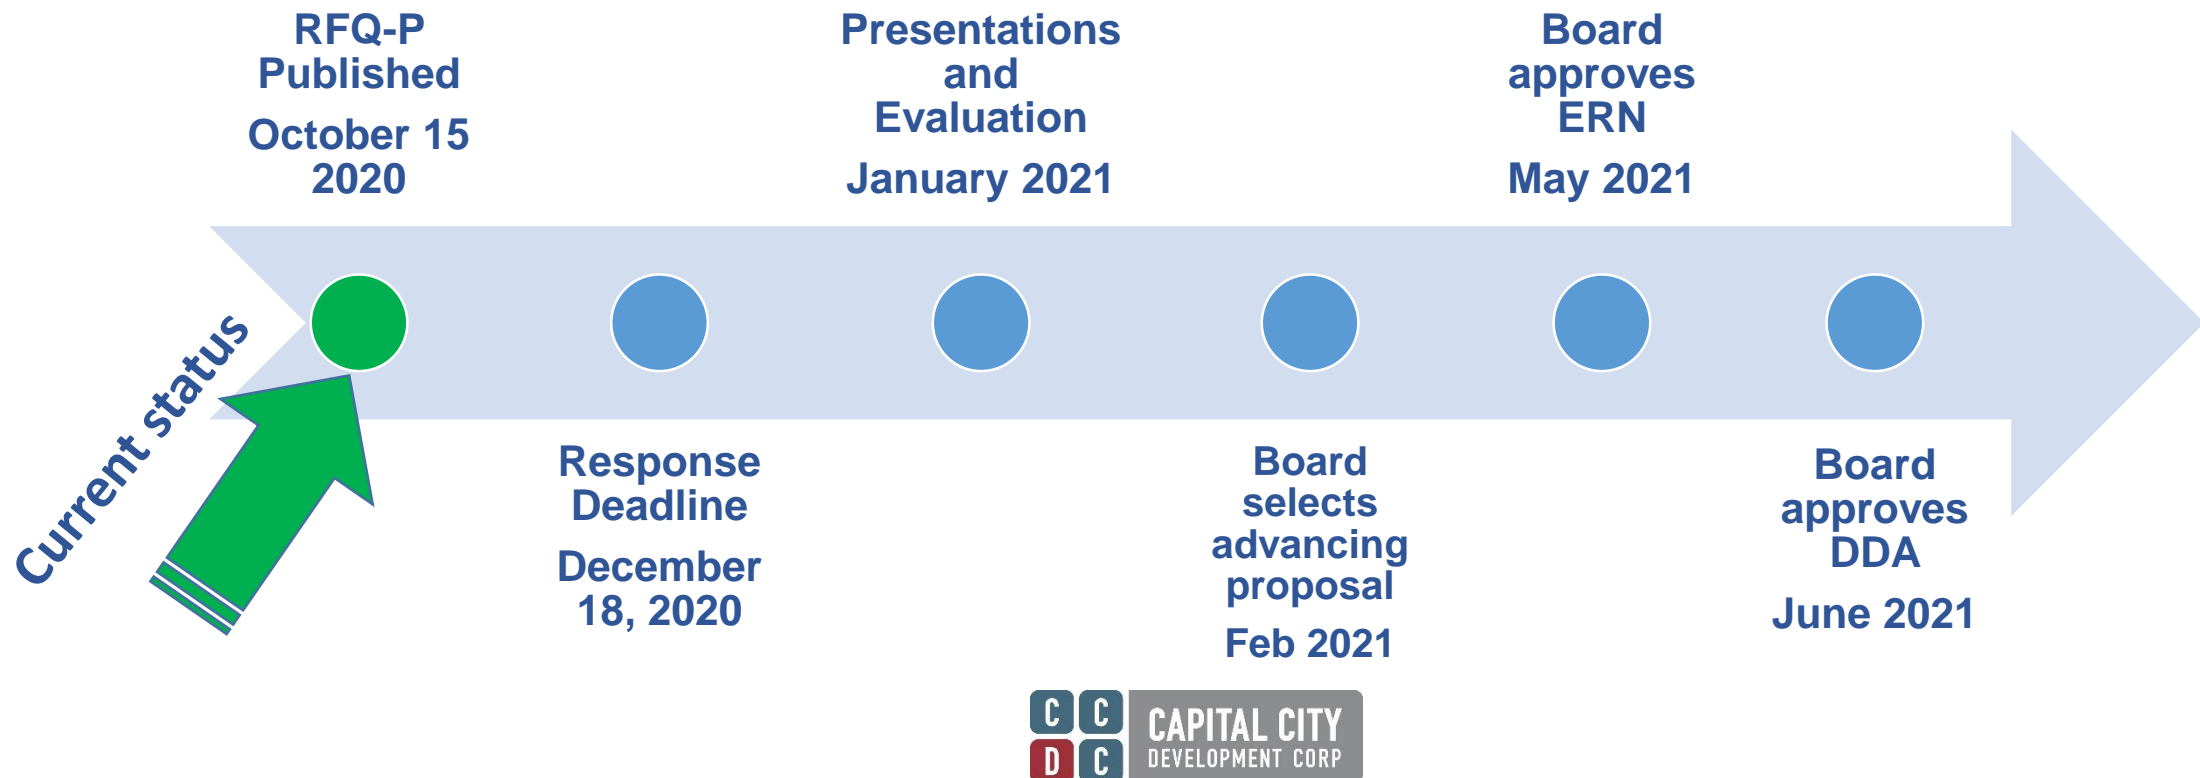 RFQ-P
Published
October 15
2020
Presentations
and
Evaluation
January 2021
Board
approves
ERN
May 2021
Current status
Response
Deadline
December
18, 2020
Board
selects
advancing
proposal
Feb 2021
Board
approves
DDA
June 2021
C C
D C
CAPITAL CITY
DEVELOPMENT CORP